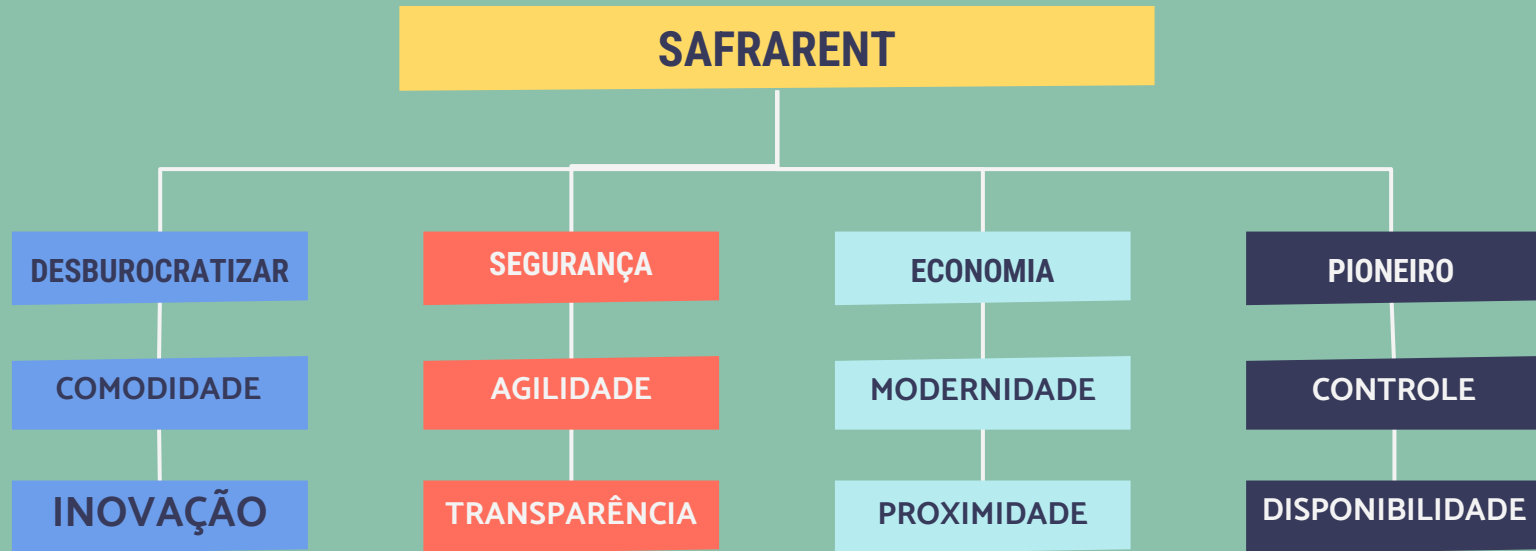 SAFRARENT
DESBUROCRATIZAR
SEGURANÇA
ECONOMIA
PIONEIRO
COMODIDADE
AGILIDADE
MODERNIDADE
CONTROLE
INOVAÇÃO
TRANSPARÊNCIA
PROXIMIDADE
DISPONIBILIDADE